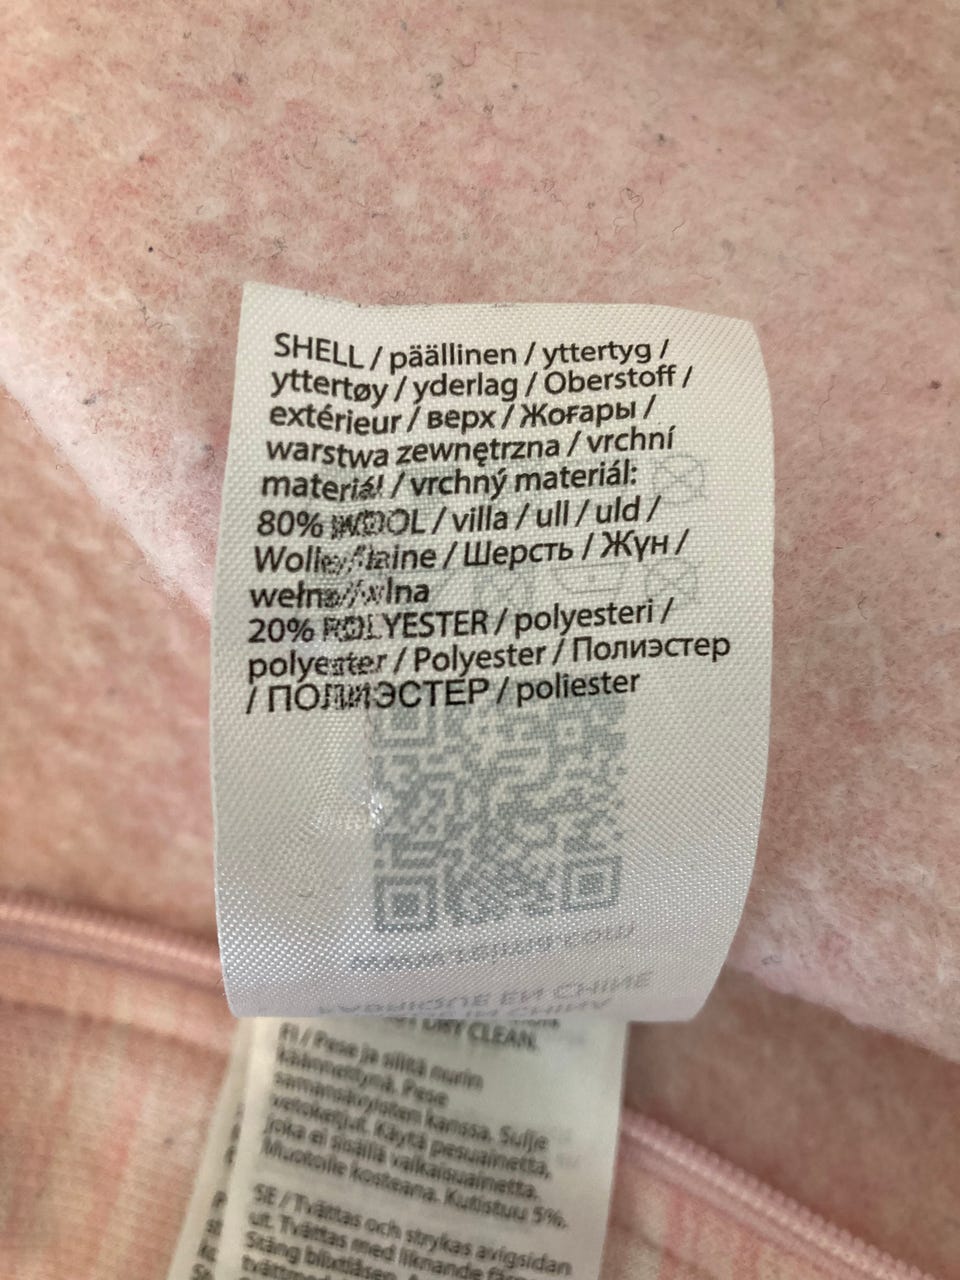 SHELL / päällinen / yttertyg /
yttertøy / yderlag / Oberstoff /
extérieur / верх / Жоғары /
warstwa zewnętrzna / vrchní
materiál / vrchný materiál:
80% WOOL / villa / ull / uld /
Wolle / laine / Шерсть / Жүн /
wełna / vlna
20% POLYESTER / polyesteri /
polyester / Polyester / Полиэстер
/ ПОЛИЭСТЕР / poliester
DRY CLEAN.
FI / Pese ja silitä nurin
käännettynä. Pese
samansävyisten kanssa. Sulje
vetoketjut. Käytä pesuainetta,
joka ei sisällä valkaisuainetta.
Muotoile kosteana. Kutistuu 5%.
SE / Tvättas och strykas avigsidan
ut. Tvättas med liknande
Stäng blixtlåsen.